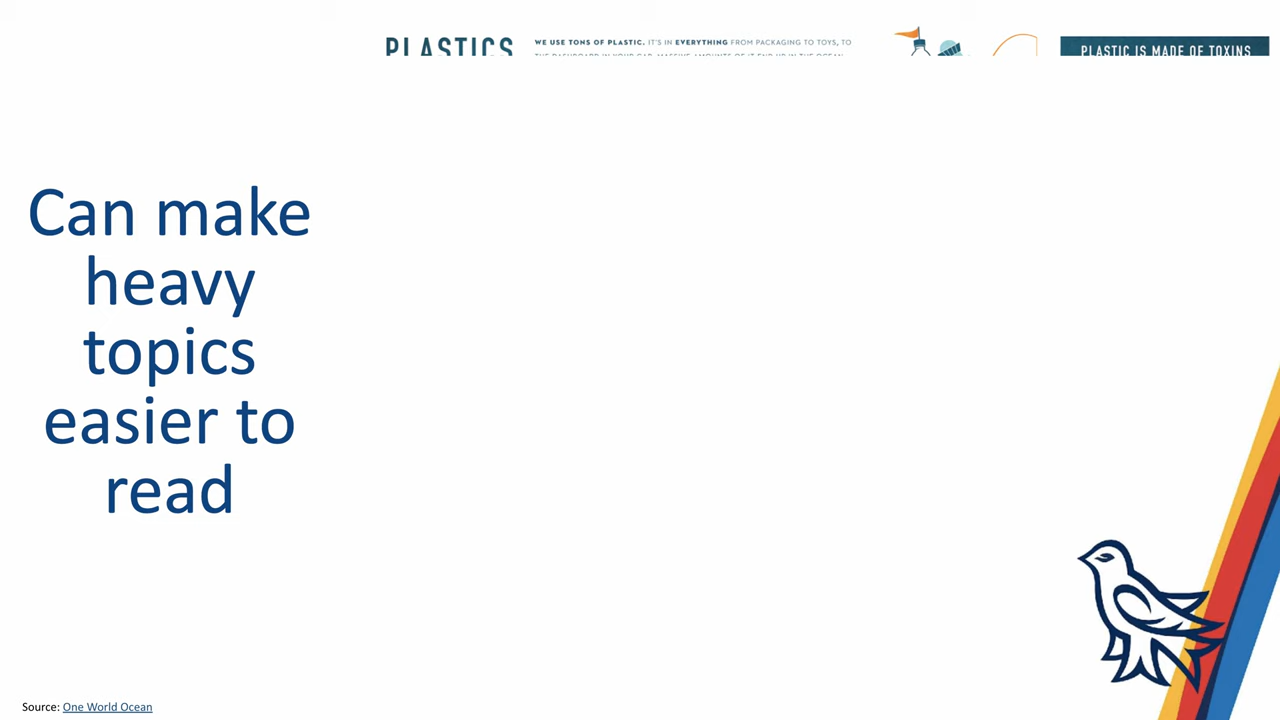 PLASTICS
WE USE TONS OF PLASTIC. IT'S IN EVERYTHING FROM PACKAGING TO TOYS, TO
PLASTIC IS MADE OF TOXINS
Can make
heavy
topics
easier to
read
Source: One World Ocean